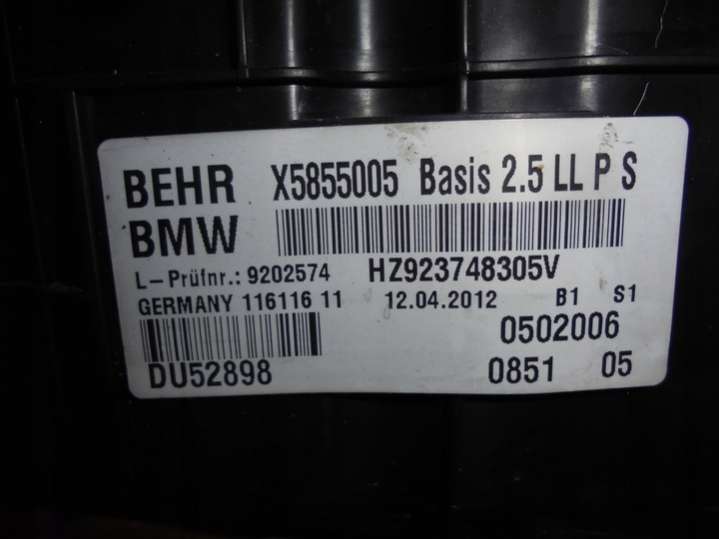 BEHR X5855005 Basis 2.5 LL P S
BMW
L-Prüfnr.: 9202574 HZ923748305V
GERMANY 116116 11 12.04.2012 B1 S1
0502006
DU52898 0851 05